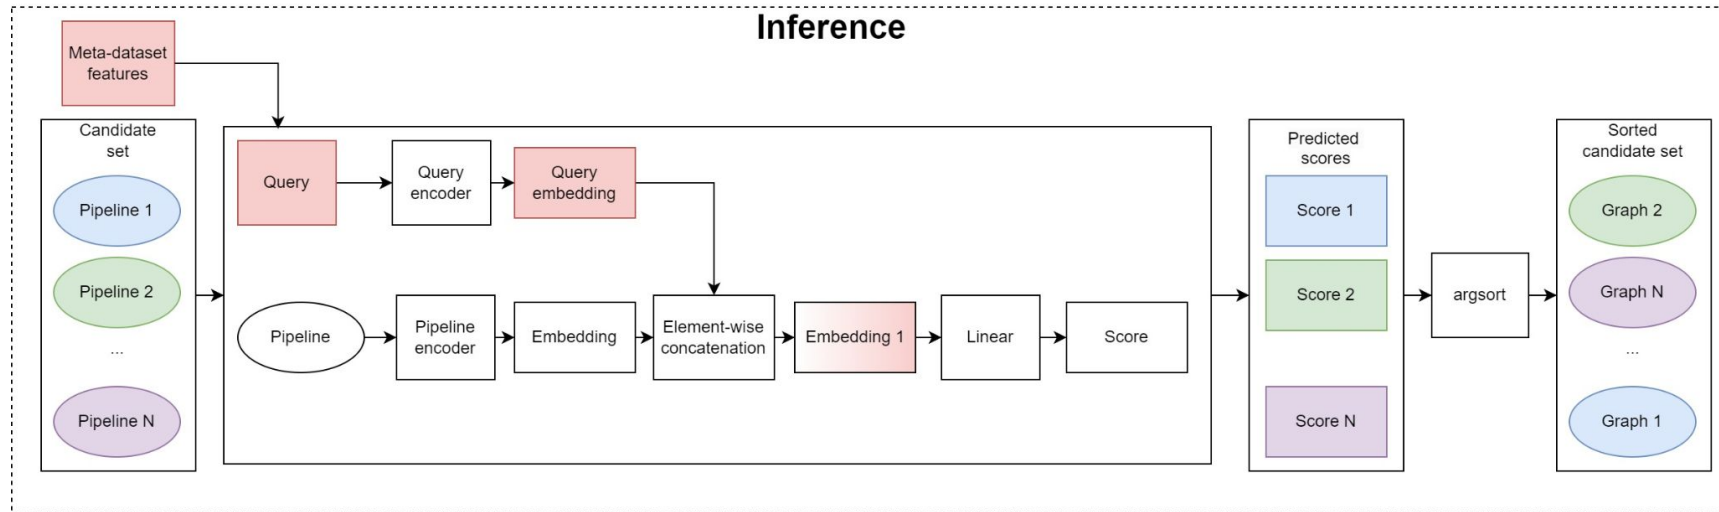 Inference
Meta-dataset
features
Candidate
set
Pipeline 1
Pipeline 2
...
Pipeline N
Query
Query
encoder
Query
embedding
Pipeline
Pipeline
encoder
Embedding
Element-wise
concatenation
Embedding 1
Linear
Score
Predicted
scores
Score 1
Score 2
Score N
argsort
Sorted
candidate set
Graph 2
Graph N
...
Graph 1